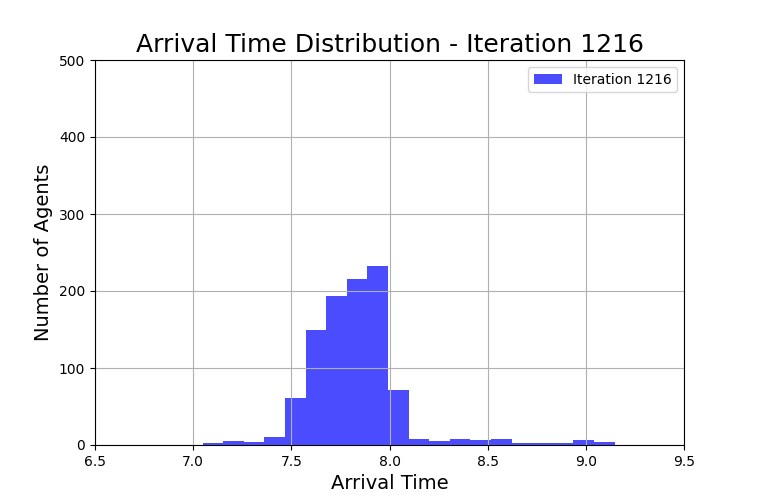 Arrival Time Distribution - Iteration 1216
500
400
300
200
100
0
Number of Agents
Iteration 1216
6.5 7.0 7.5 8.0 8.5 9.0 9.5
Arrival Time